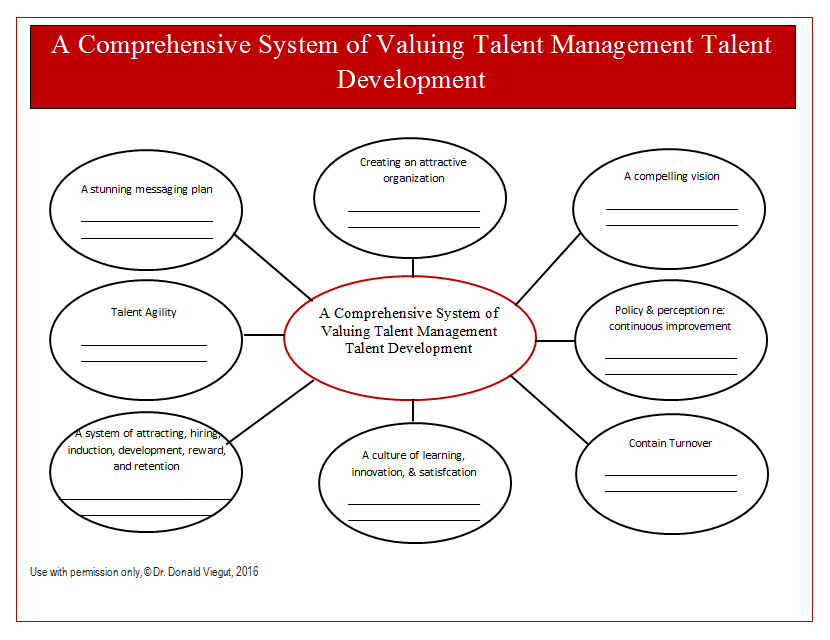 A Comprehensive System of Valuing Talent Management Talent
Development
A stunning messaging plan
Creating an attractive
organization
A compelling vision
Talent Agility
A Comprehensive System of
Valuing Talent Management
Talent Development
Policy & perception re:
continuous improvement
A system of attracting, hiring,
induction, development, reward,
and retention
A culture of learning,
innovation, & satisfcation
Contain Turnover
Use with permission only, © Dr. Donald Viegut, 2016